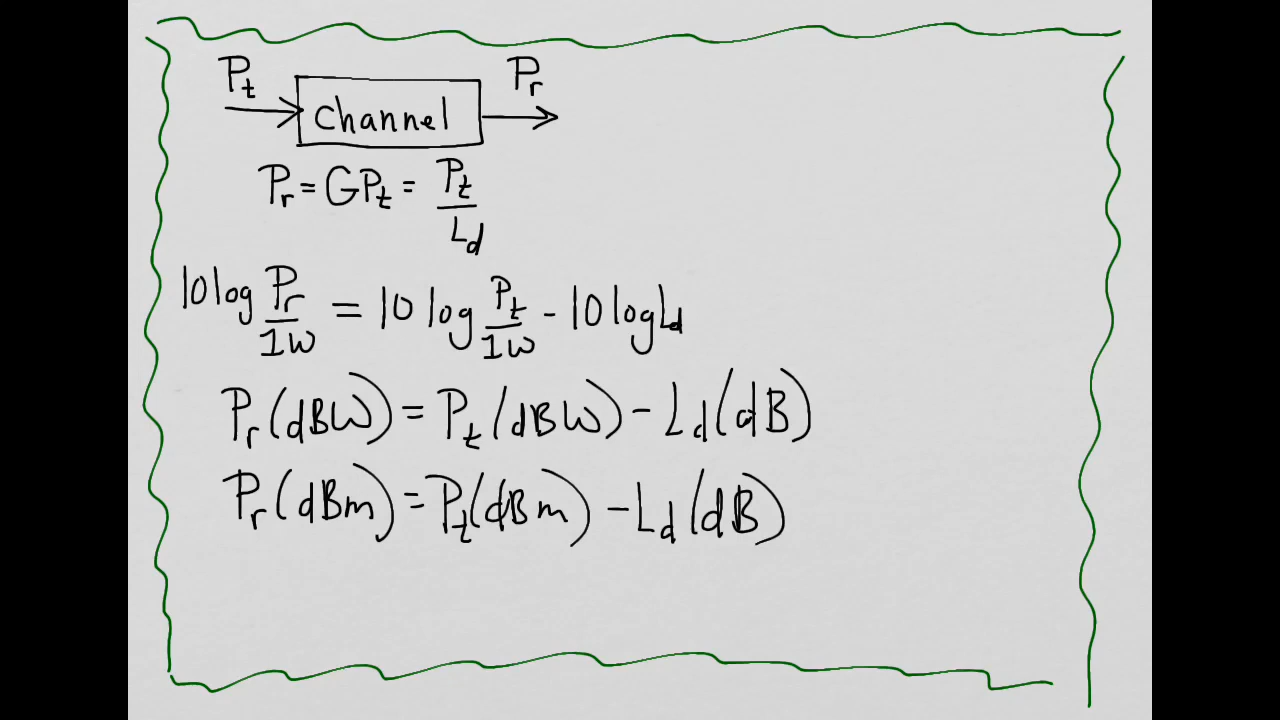 Pt Pr
Channel
Pr = GPt = Pt/Ld
10 log Pr/1W = 10 log Pt/1W - 10 log Ld
Pr (dBW) = Pt (dBW) - Ld (dB)
Pr (dBm) = Pt (dBm) - Ld (dB)